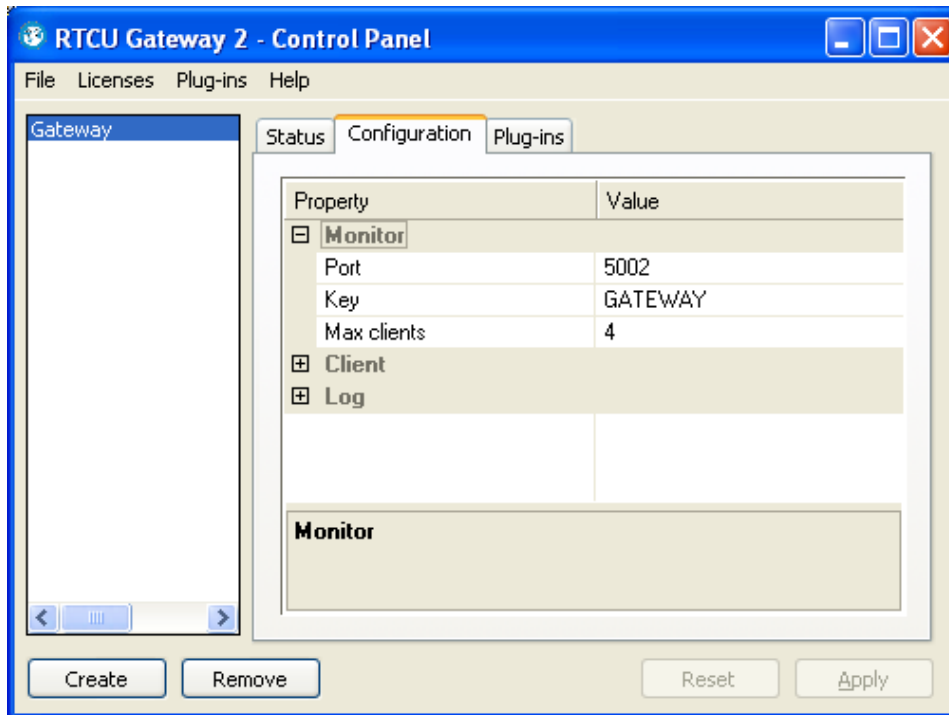 RTCU Gateway 2 - Control Panel
File Licenses Plug-ins Help
Gateway
Status Configuration Plug-ins
Property Value
Monitor
Port 5002
Key GATEWAY
Max clients 4
Client
Log
Monitor
Create Remove Reset Apply